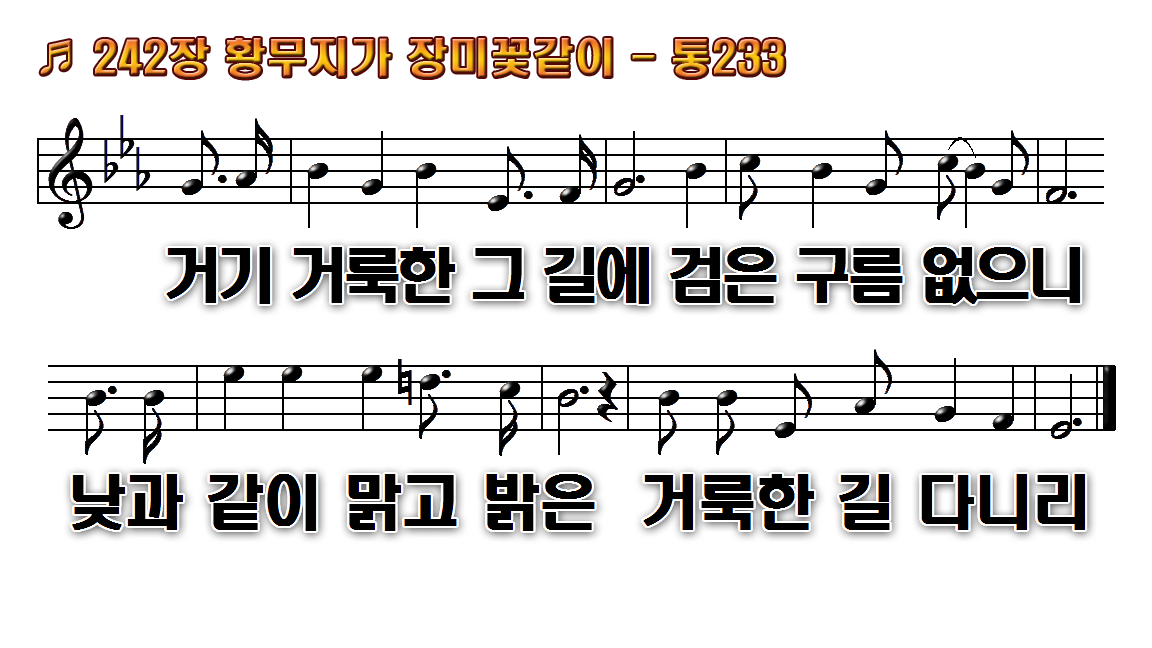 ♬ 242장 황무지가 장미꽃같이 - 통233
거기 거룩한 그 길에 검은 구름 없으니
낮과 같이 맑고 밝은 거룩한 길 다니리